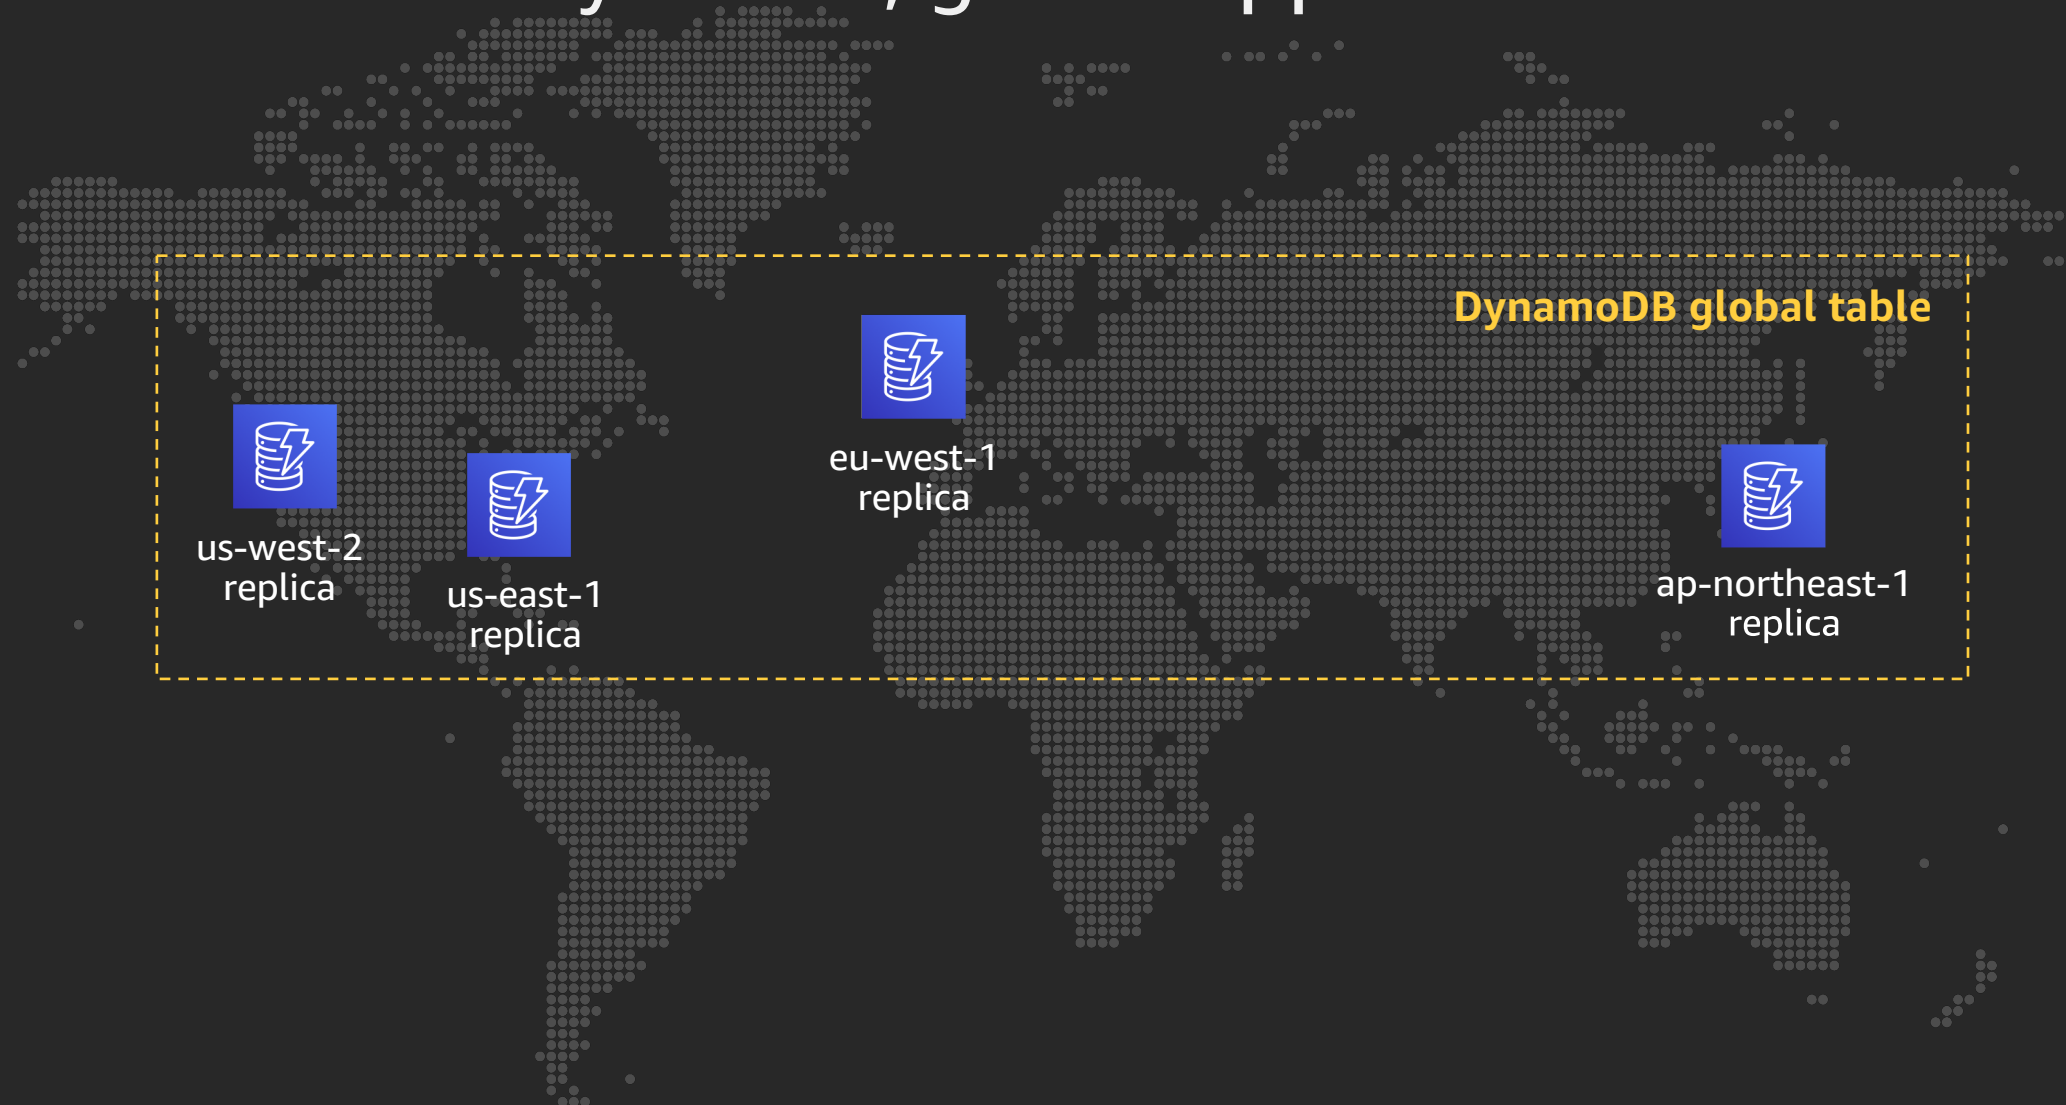 DynamoDB global table
eu-west-1
replica
us-west-2
replica
us-east-1
replica
ap-northeast-1
replica